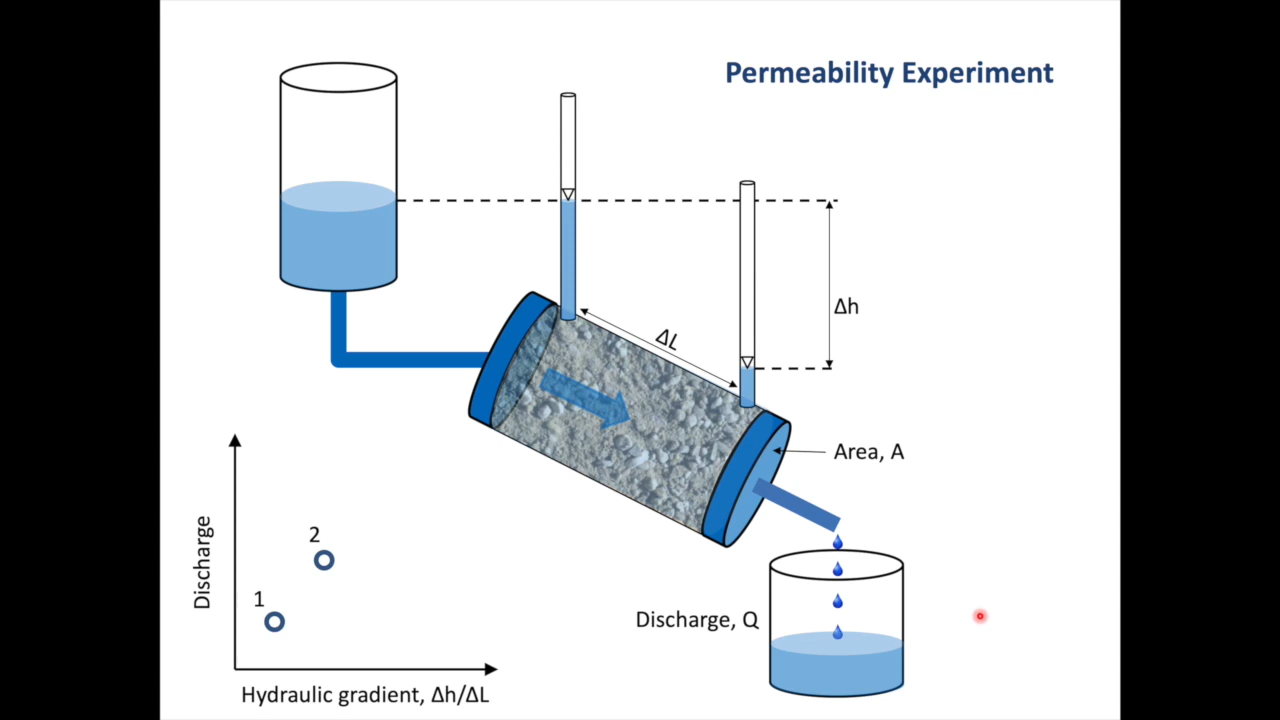 Permeability Experiment
Δh
ΔL
Area, A
Discharge
2
1
Discharge, Q
Hydraulic gradient, Δh/ΔL